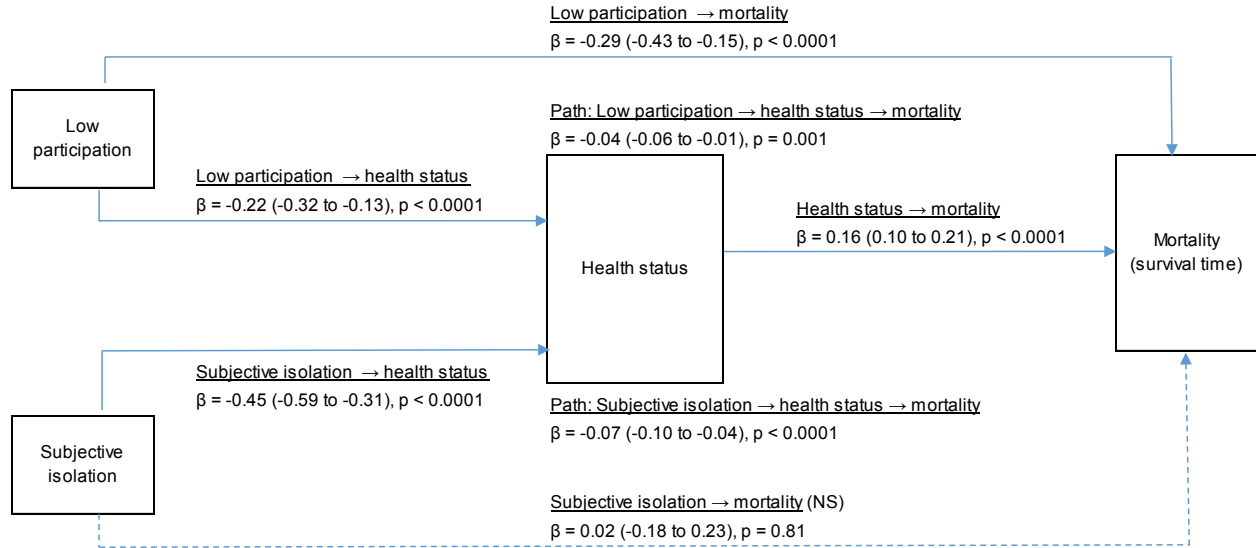 Low participation → mortality
β = -0.29 (-0.43 to -0.15), p < 0.0001
Low
participation
Path: Low participation → health status → mortality
β = -0.04 (-0.06 to -0.01), p = 0.001
Low participation → health status
β = -0.22 (-0.32 to -0.13), p < 0.0001
Health status → mortality
β = 0.16 (0.10 to 0.21), p < 0.0001
Health status
Mortality
(survival time)
Subjective isolation → health status
β = -0.45 (-0.59 to -0.31), p < 0.0001
Path: Subjective isolation → health status → mortality
β = -0.07 (-0.10 to -0.04), p < 0.0001
Subjective
isolation
Subjective isolation → mortality (NS)
β = 0.02 (-0.18 to 0.23), p = 0.81